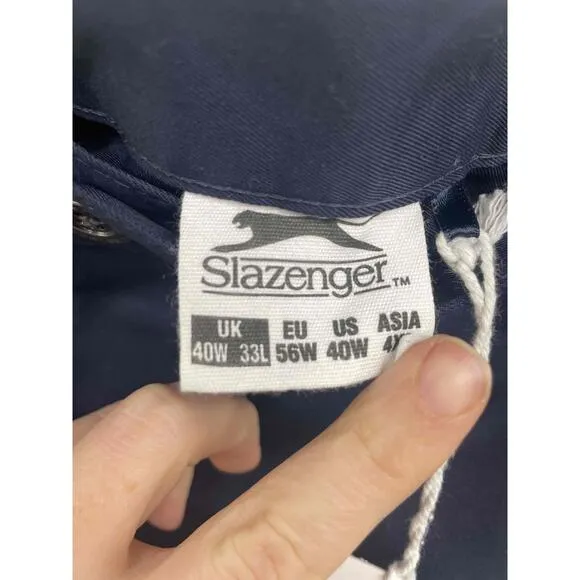 Slazenger™
UK EU US ASIA
40W 33L 56W 40W